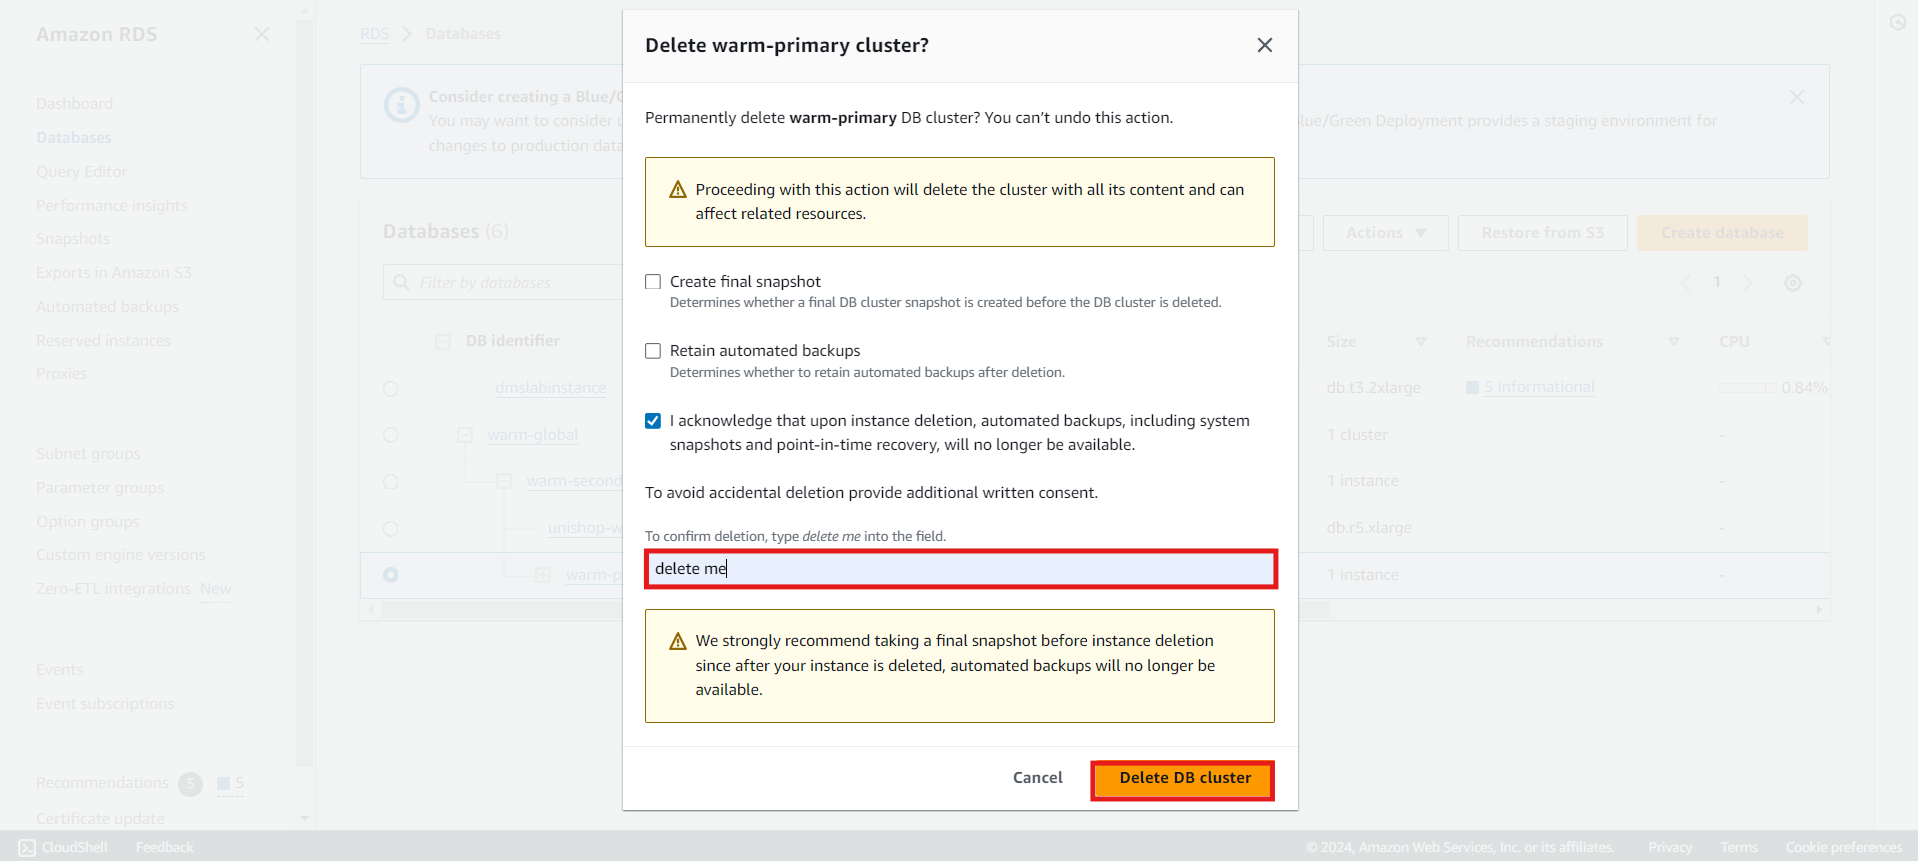 Amazon RDS
Dashboard
Databases
Query Editor
Performance insights
Snapshots
Exports in Amazon S3
Automated backups
Reserved instances
Proxies
Subnet groups
Parameter groups
Option groups
Custom engine versions
Zero-ETL integrations New
Events
Event subscriptions
Recommendations 5 5
Certificate update
RDS > Databases
Consider creating a Blue/G
You may want to consider
lue/Green Deployment provides a staging environment for
changes to production data
Databases (6)
Actions
Restore from S3
Create database
Filter by databases
1
DB identifier
Size
Recommendations
CPU
dmslabinstance
db.t3.2xlarge
5 Informational
0.84%
warm-global
1 cluster
-
warm-second
1 instance
-
unishop-w
db.r5.xlarge
-
warm-p
1 instance
-
Delete warm-primary cluster?
Permanently delete warm-primary DB cluster? You can't undo this action.
Proceeding with this action will delete the cluster with all its content and can
affect related resources.
Create final snapshot
Determines whether a final DB cluster snapshot is created before the DB cluster is deleted.
Retain automated backups
Determines whether to retain automated backups after deletion.
I acknowledge that upon instance deletion, automated backups, including system
snapshots and point-in-time recovery, will no longer be available.
To avoid accidental deletion provide additional written consent.
To confirm deletion, type delete me into the field.
delete me
We strongly recommend taking a final snapshot before instance deletion
since after your instance is deleted, automated backups will no longer be
available.
Cancel
Delete DB cluster
CloudShell
Feedback
© 2024, Amazon Web Services, Inc. or its affiliates.
Privacy
Terms
Cookie preferences